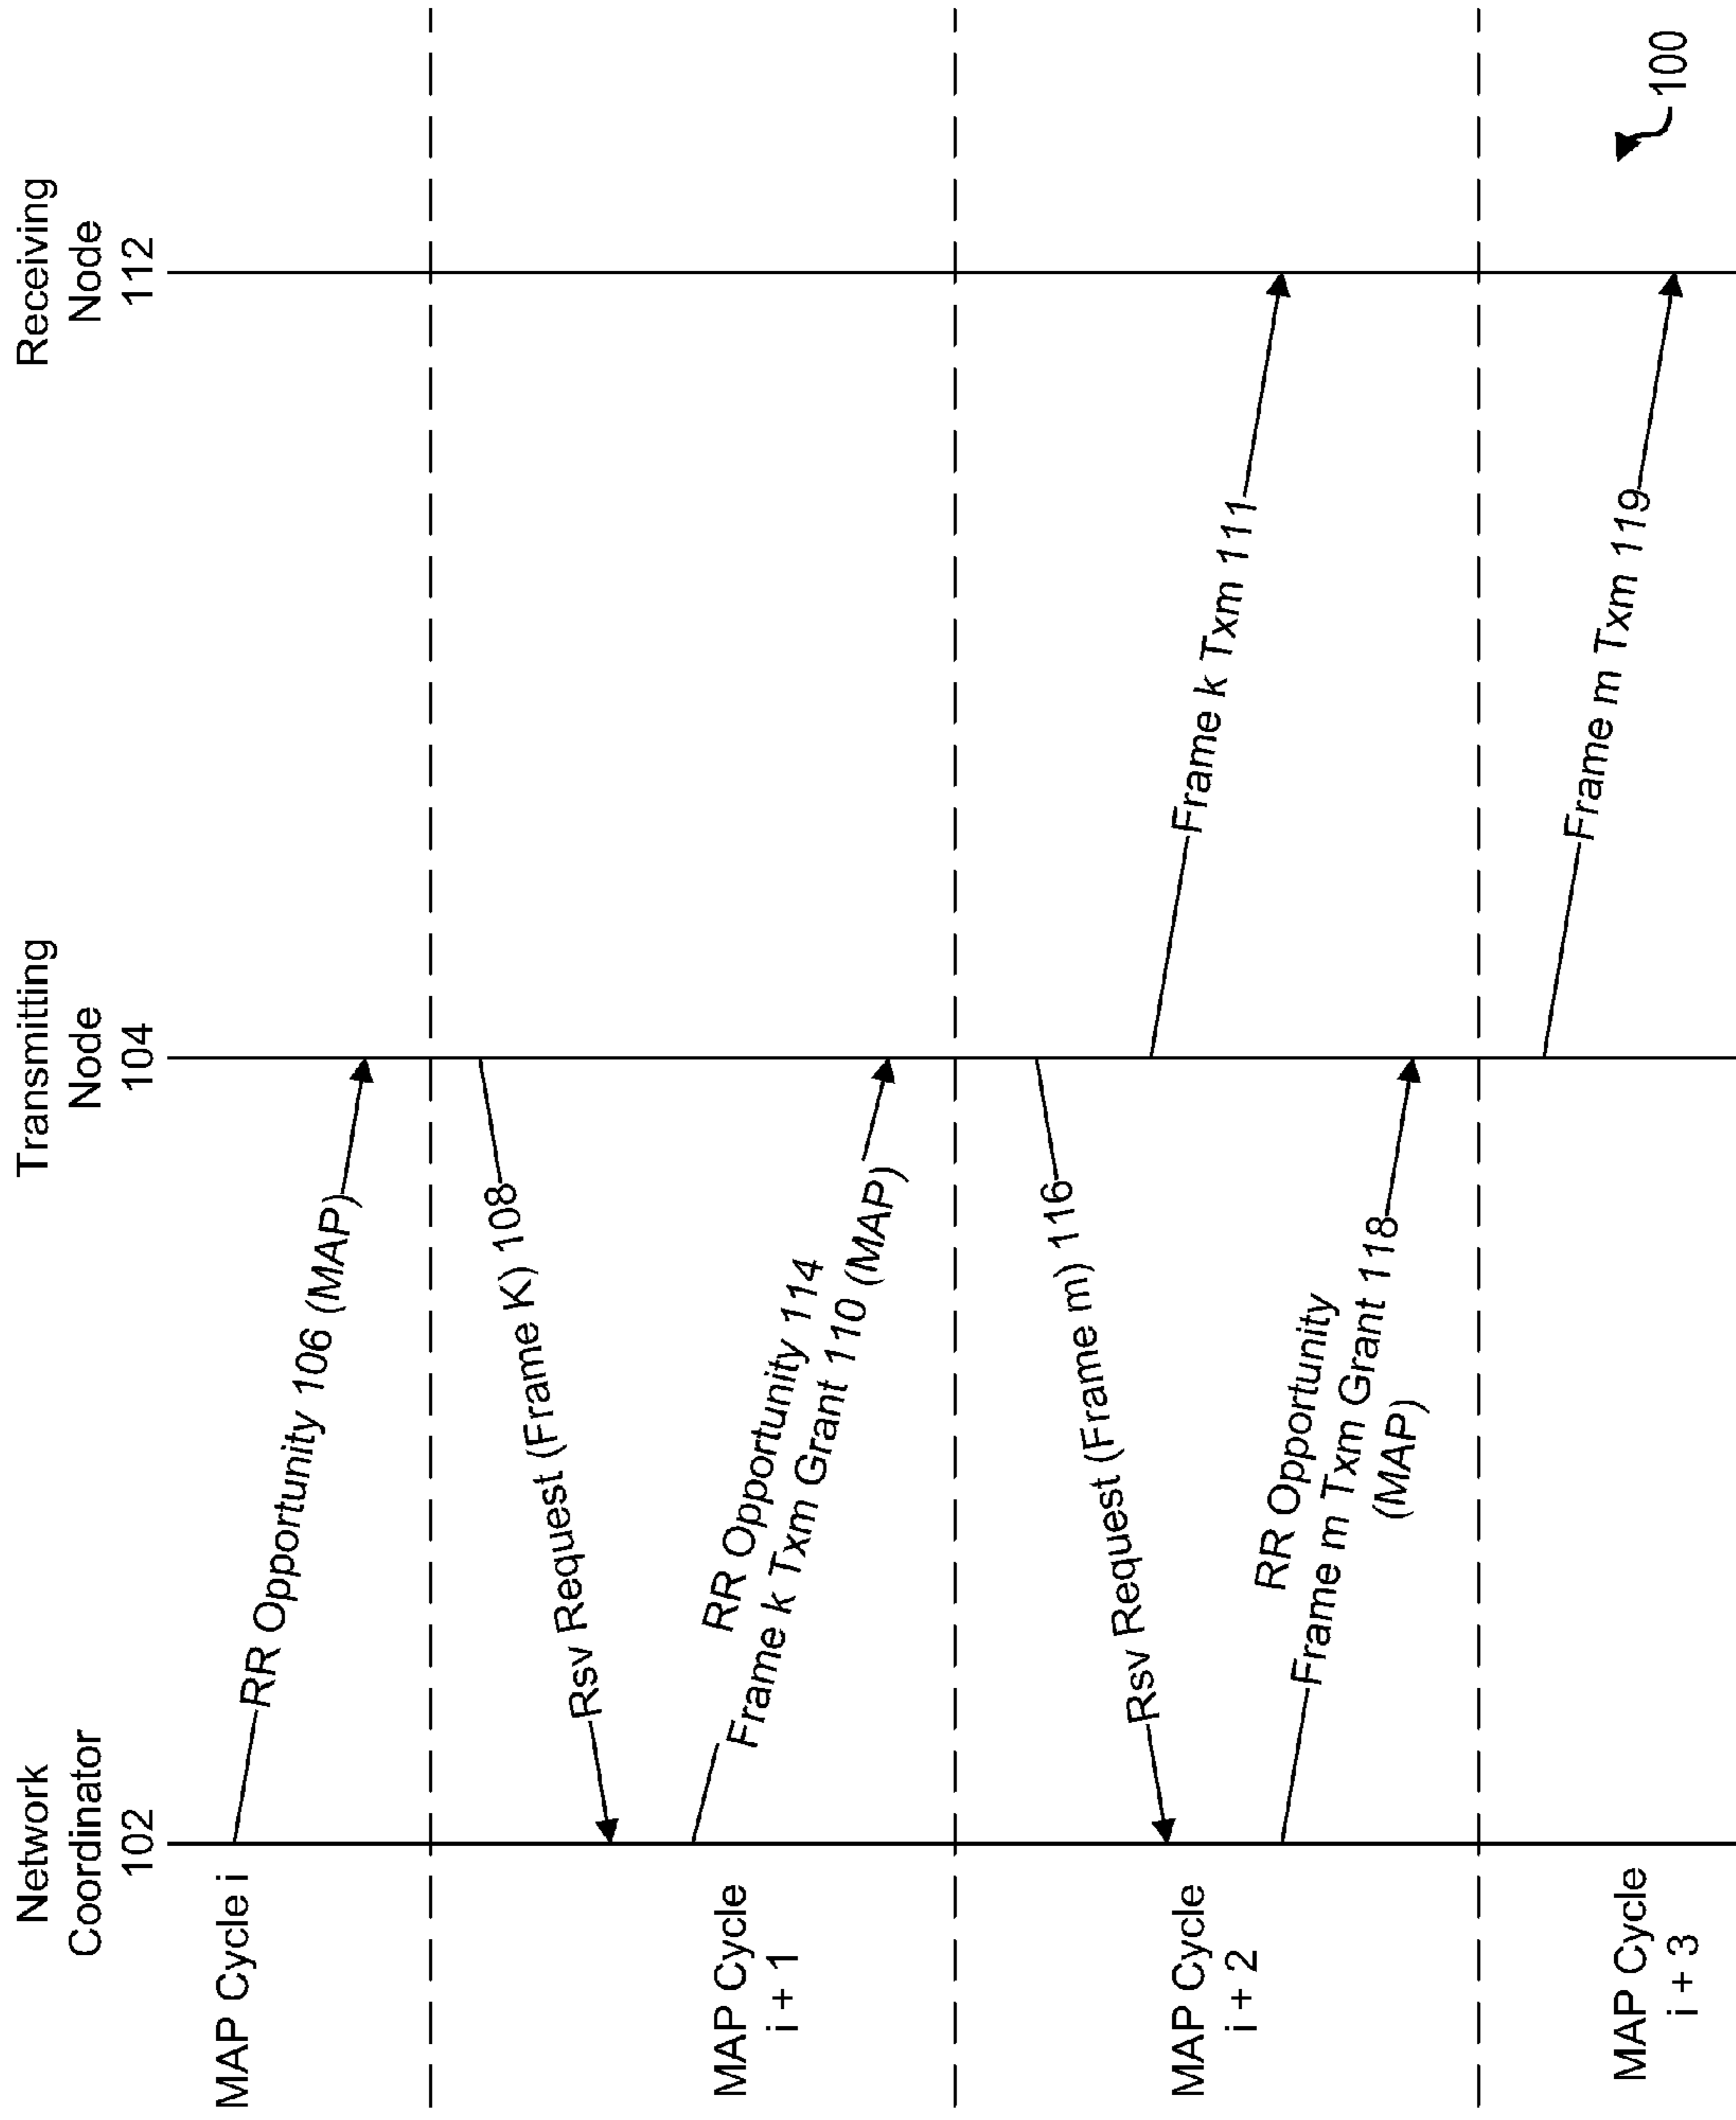 Network
Coordinator
102
Transmitting
Node
104
Receiving
Node
112
MAP Cycle i
RR Opportunity 106 (MAP)
MAP Cycle
i + 1
Rsv Request (Frame K) 108
RR Opportunity 114
Frame k Txm Grant 110 (MAP)
MAP Cycle
i + 2
Rsv Request (Frame m) 116
Frame k Txm 111
RR Opportunity
Frame m Txm Grant 118
(MAP)
MAP Cycle
i + 3
Frame m Txm 119
100